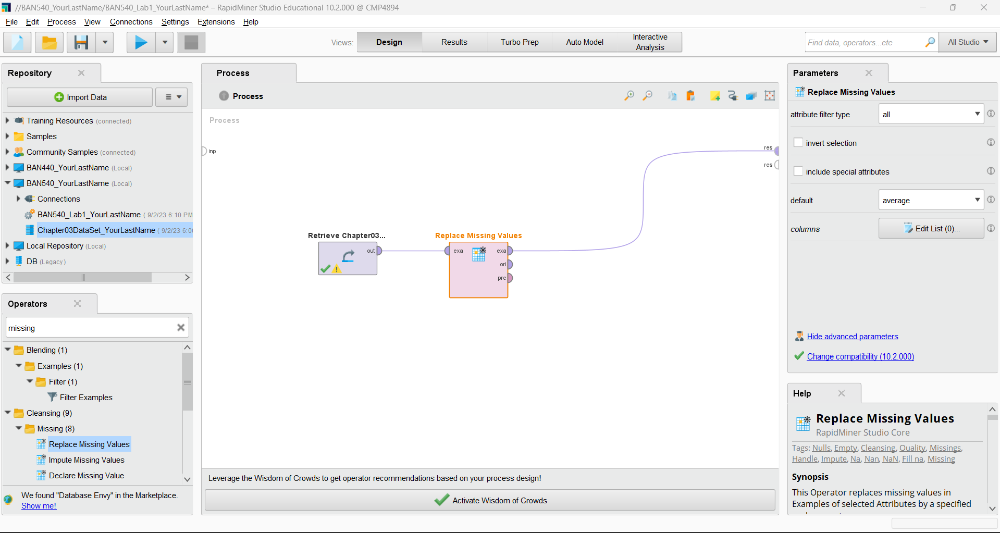 //BAN540_YourLastName/BAN540_Lab1_YourLastName* – RapidMiner Studio Educational 10.2.000 @ CMP4894
File Edit Process View Connections Settings Extensions Help
Views: Design Results Turbo Prep Auto Model Interactive Analysis
Find data, operators...etc All Studio
Repository
Import Data
Training Resources (connected)
Samples
Community Samples (connected)
BAN440_YourLastName (Local)
BAN540_YourLastName (Local)
Connections
BAN540_Lab1_YourLastName ( 9/2/23 6:10 PM
Chapter03DataSet_YourLastName ( 9/2/23 6:0
Local Repository (Local)
DB (Legacy)
Operators
missing
Blending (1)
Examples (1)
Filter (1)
Filter Examples
Cleansing (9)
Missing (8)
Replace Missing Values
Impute Missing Values
Declare Missing Value
We found "Database Envy" in the Marketplace.
Show me!
Process
Process
Process
inp
res
res
Retrieve Chapter03...
out
Replace Missing Values
exa exa
ori
pre
Leverage the Wisdom of Crowds to get operator recommendations based on your process design!
Activate Wisdom of Crowds
Parameters
Replace Missing Values
attribute filter type all
invert selection
include special attributes
default average
columns Edit List (0)...
Hide advanced parameters
Change compatibility (10.2.000)
Help
Replace Missing Values
RapidMiner Studio Core
Tags: Nulls, Empty, Cleansing, Quality, Missings,
Handle, Impute, Na, Nan, NaN, Fill na, Missing
Synopsis
This Operator replaces missing values in
Examples of selected Attributes by a specified